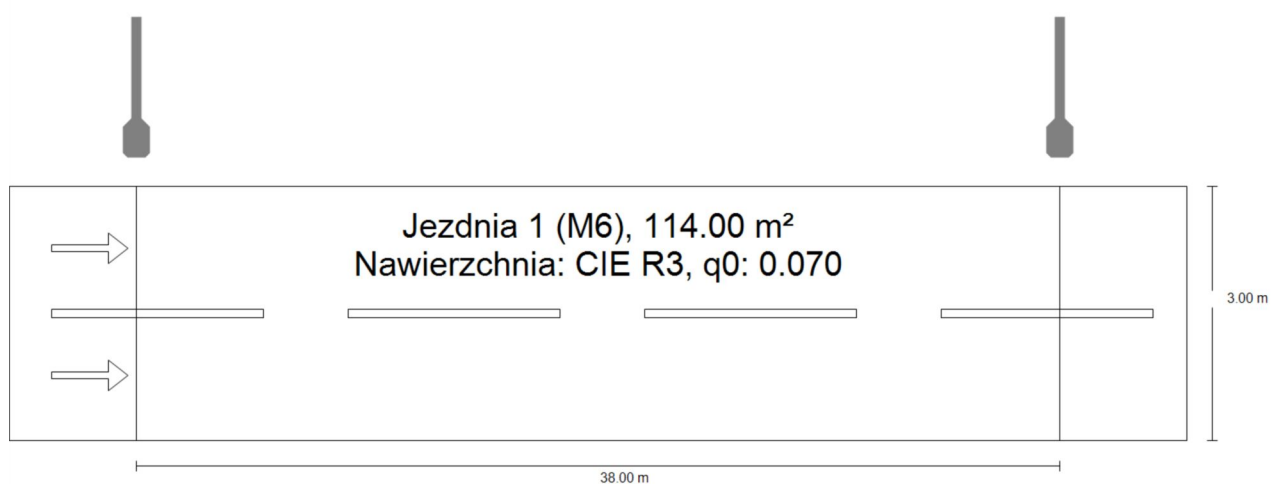 Jezdnia 1 (M6), 114.00 m²
Nawierzchnia: CIE R3, q0: 0.070
3.00 m
38.00 m